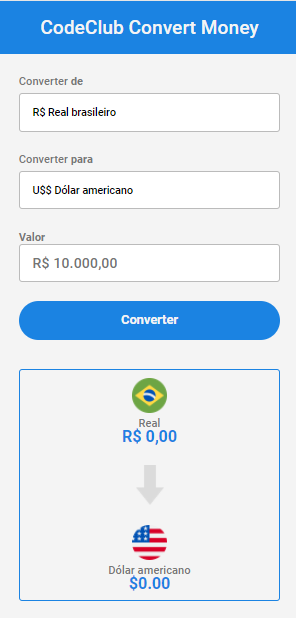 CodeClub Convert Money
Converter de
R$ Real brasileiro
Converter para
U$$ Dólar americano
Valor
R$ 10.000,00
Converter
Real
R$ 0,00
Dólar americano
$0.00